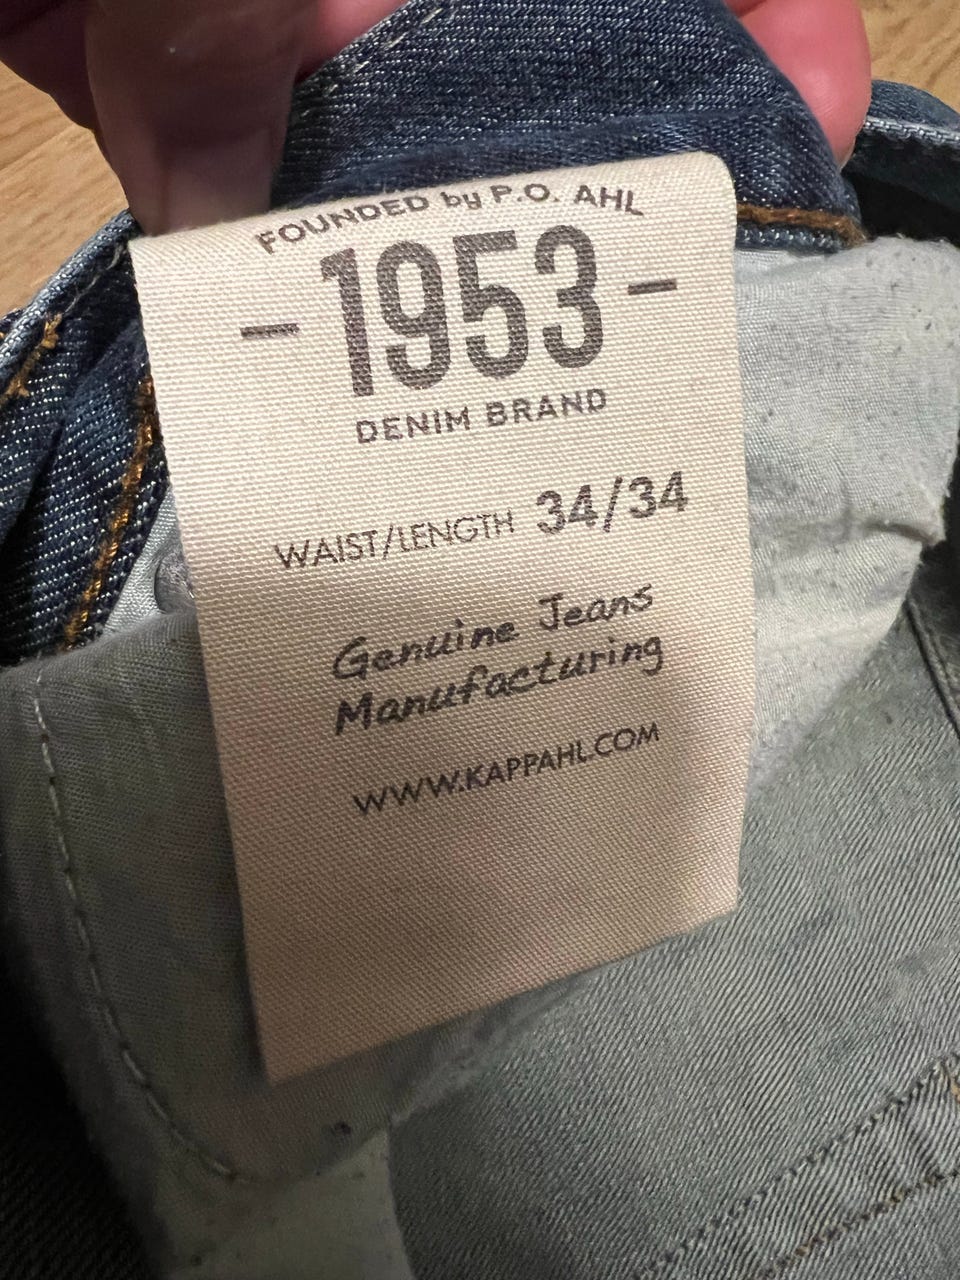 FOUNDED by P.O. AHL
- 1953 -
DENIM BRAND
WAIST/LENGTH 34/34
Genuine Jeans
Manufacturing
WWW.KAPPAHL.COM